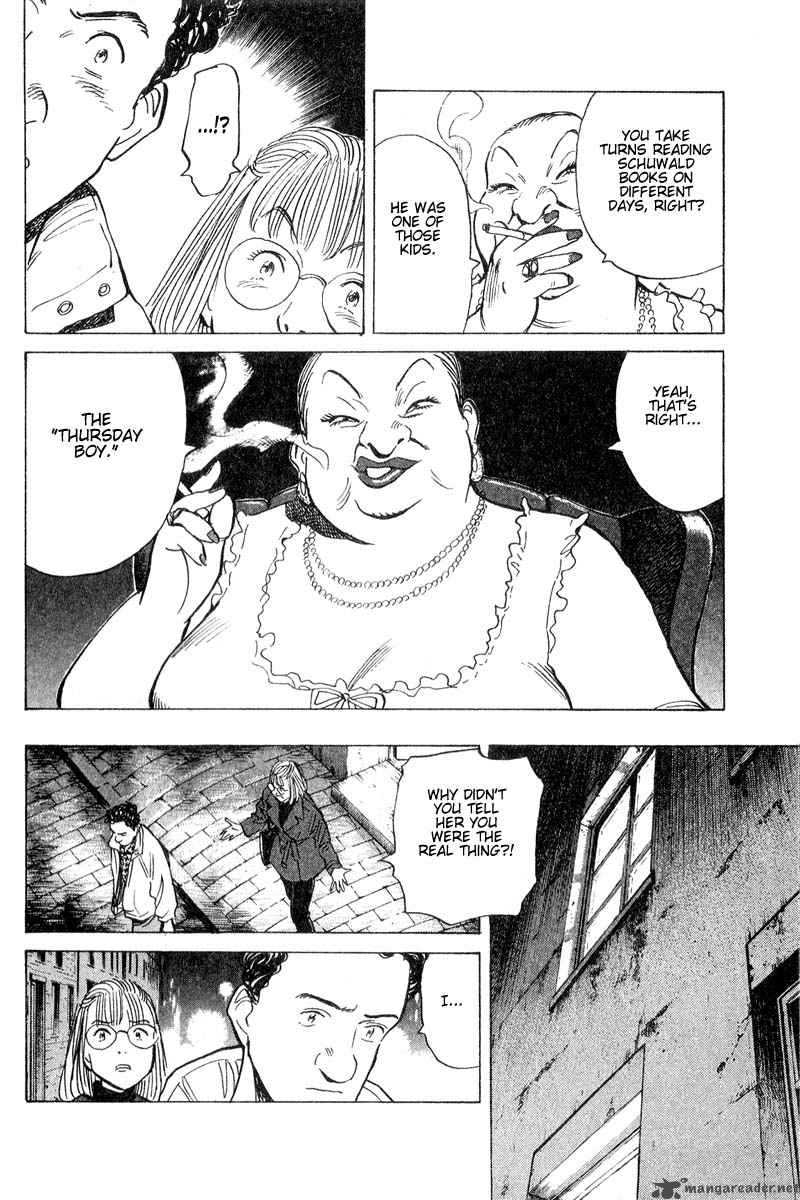 YOU TAKE
TURNS READING
SCHUWALD
BOOKS ON
DIFFERENT
DAYS, RIGHT?
HE WAS
ONE OF
THOSE
KIDS.
...!?
YEAH,
THAT'S
RIGHT...
THE
"THURSDAY
BOY."
WHY DIDN'T
YOU TELL
HER YOU
WERE THE
REAL THING?!
I...
mangareader.net